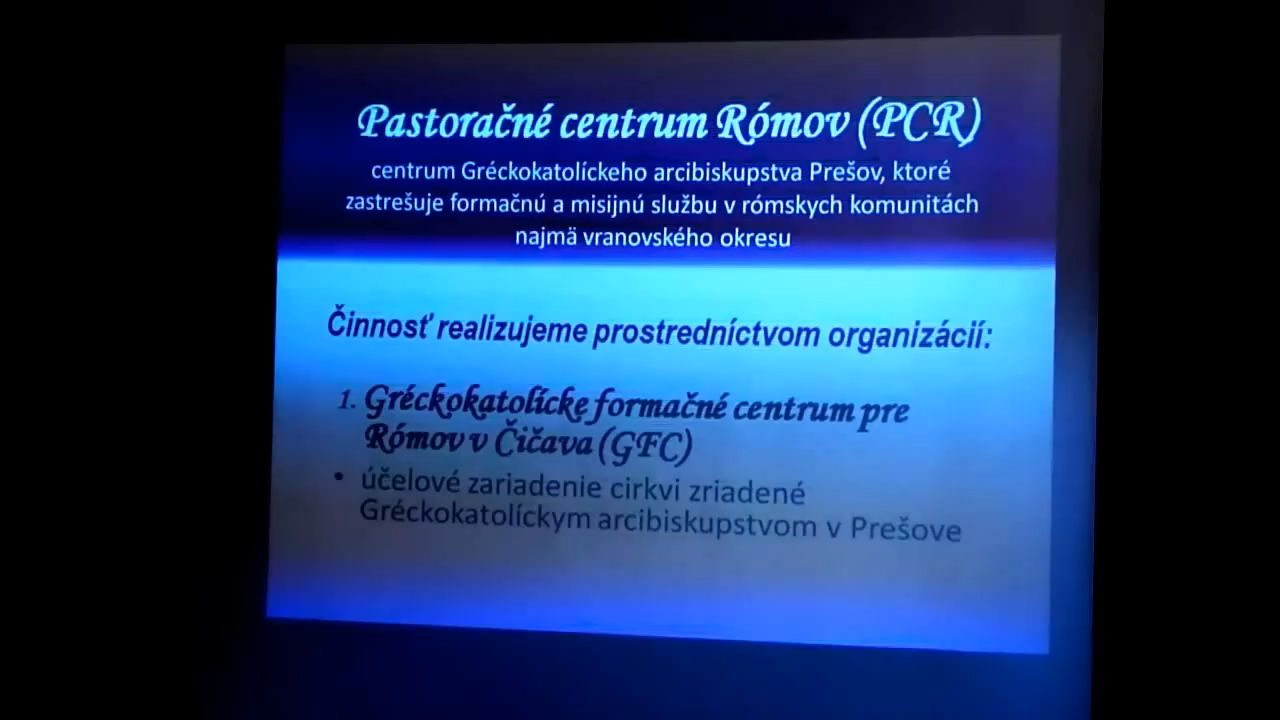 Pastoračné centrum Rómov (PCR)
centrum Gréckokatolíckeho arcibiskupstva Prešov, ktoré
zastrešuje formačnú a misijnú službu v rómskych komunitách
najmä vranovského okresu
Činnosť realizujeme prostredníctvom organizácií:
1. Gréckokatolícke formačné centrum pre
Rómov v Čičava (GFC)
• účelové zariadenie cirkvi zriadené
Gréckokatolíckym arcibiskupstvom v Prešove